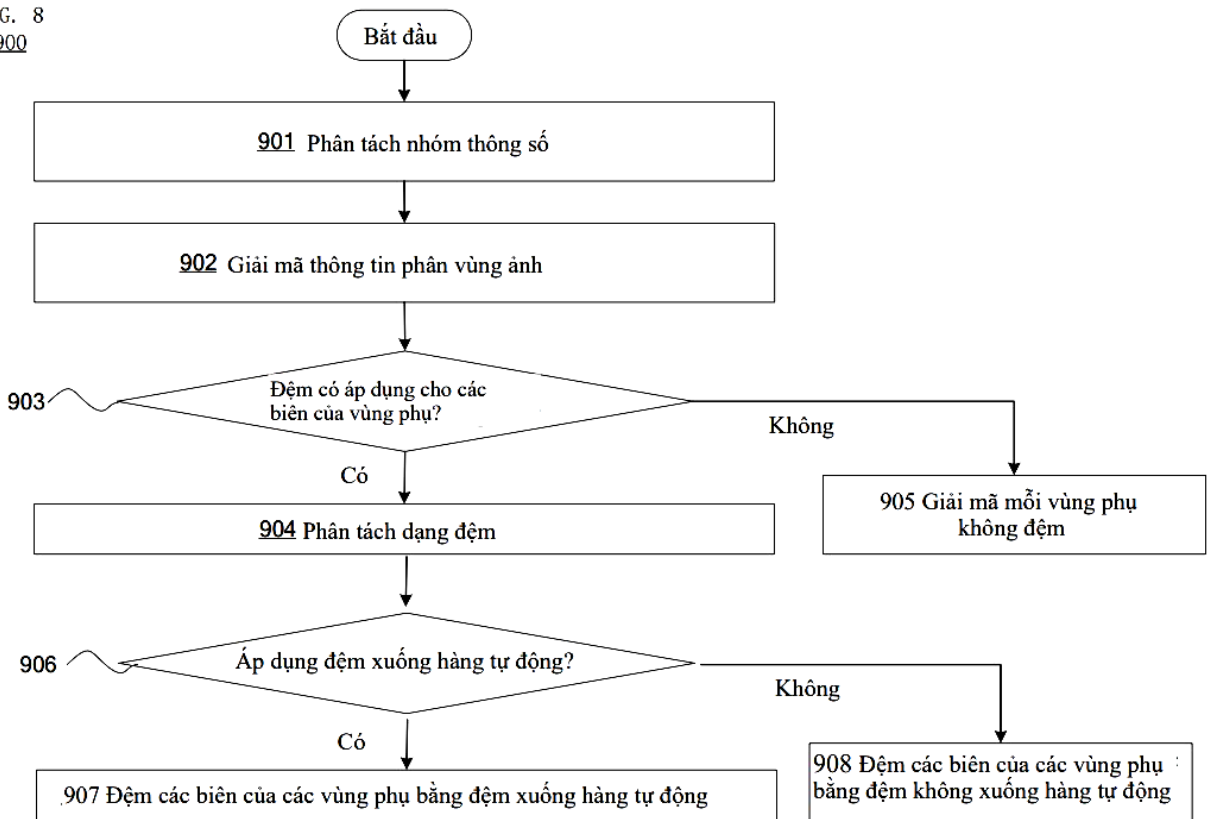 G. 8
900
Bắt đầu
901 Phân tách nhóm thông số
902 Giải mã thông tin phân vùng ảnh
903
Đệm có áp dụng cho các
biên của vùng phụ?
Không
Có
904 Phân tách dạng đệm
905 Giải mã mỗi vùng phụ
không đệm
906
Áp dụng đệm xuống hàng tự động?
Không
Có
907 Đệm các biên của các vùng phụ bằng đệm xuống hàng tự động
908 Đệm các biên của các vùng phụ
bằng đệm không xuống hàng tự động